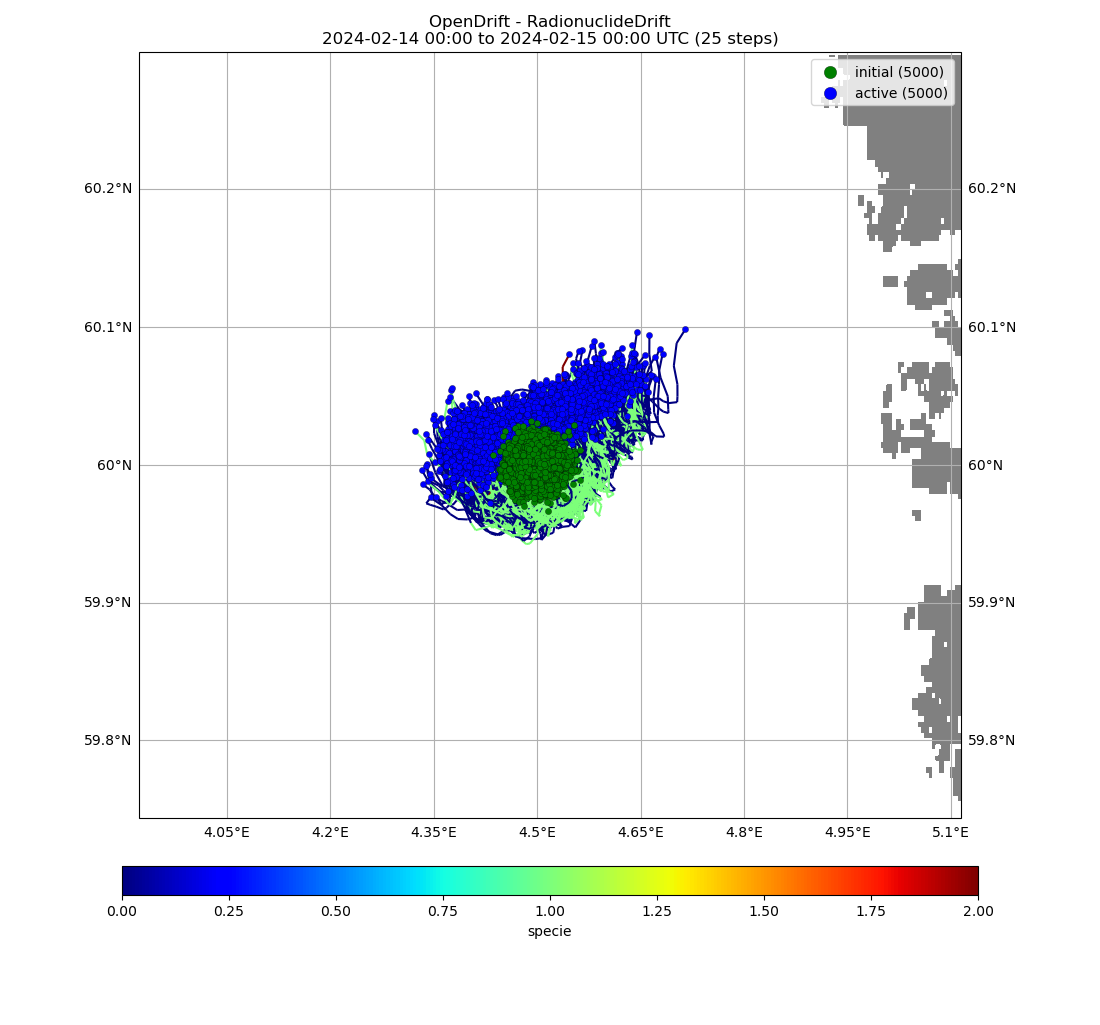 OpenDrift - RadionuclideDrift
2024-02-14 00:00 to 2024-02-15 00:00 UTC (25 steps)
initial (5000)
active (5000)
60.2°N 60.2°N
60.1°N 60.1°N
60°N 60°N
59.9°N 59.9°N
59.8°N 59.8°N
4.05°E 4.2°E 4.35°E 4.5°E 4.65°E 4.8°E 4.95°E 5.1°E
0.00 0.25 0.50 0.75 1.00 1.25 1.50 1.75 2.00
specie